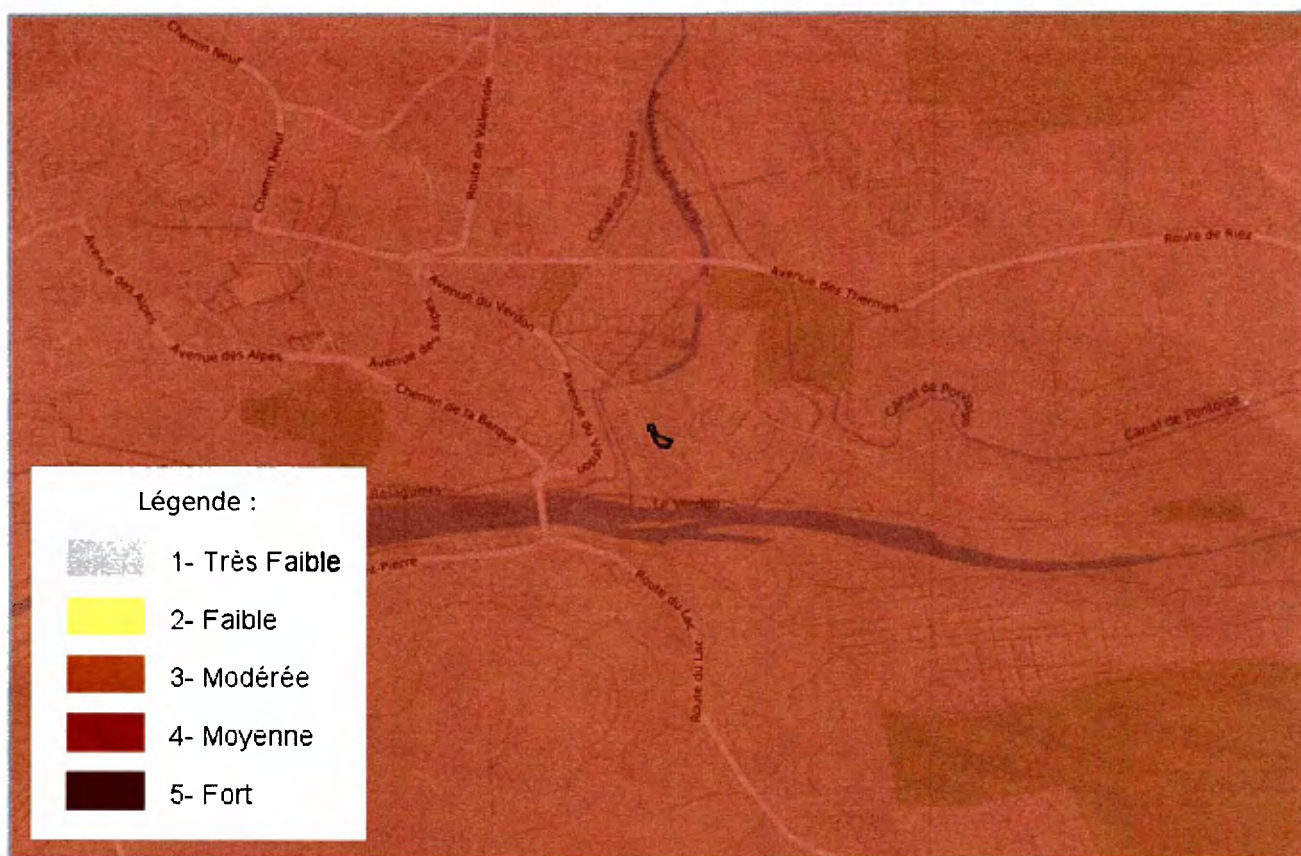 Chemin Neuf
Chemin Neuf
Route de Valensole
Canal de Pontoise
Route de Riez
Avenue des Thermes
Avenue des Alpes
Avenue du Verdon
Avenue des Alpes
Avenue des Alpes
Chemin de la Barque
Avenue du Verdon
Canal de Pontoise
Canal de Pontoise
Le Verdon
Route du Lac
Route du Lac
Légende :
1- Très Faible
2- Faible
3- Modérée
4- Moyenne
5- Fort